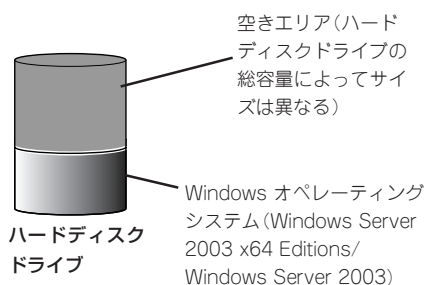 空きエリア（ハード
ディスクドライブの
総容量によってサイ
ズは異なる）
Windows オペレーティング
システム（Windows Server
2003 x64 Editions/
Windows Server 2003）
ハードディスク
ドライブ